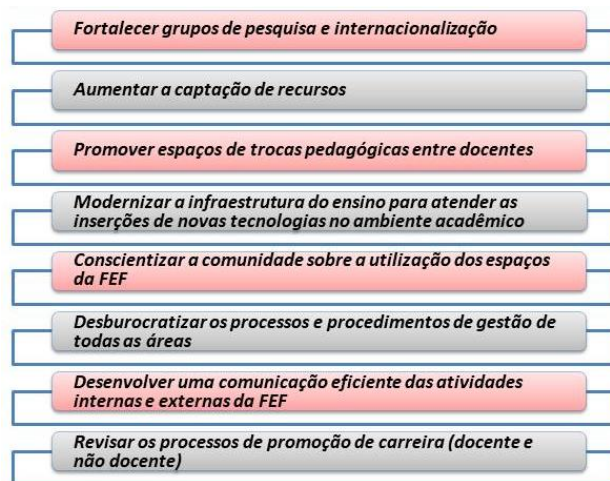 Fortalecer grupos de pesquisa e internacionalização
Aumentar a captação de recursos
Promover espaços de trocas pedagógicas entre docentes
Modernizar a infraestrutura do ensino para atender as
inserções de novas tecnologias no ambiente acadêmico
Conscientizar a comunidade sobre a utilização dos espaços
da FEF
Desburocratizar os processos e procedimentos de gestão de
todas as áreas
Desenvolver uma comunicação eficiente das atividades
internas e externas da FEF
Revisar os processos de promoção de carreira (docente e
não docente)